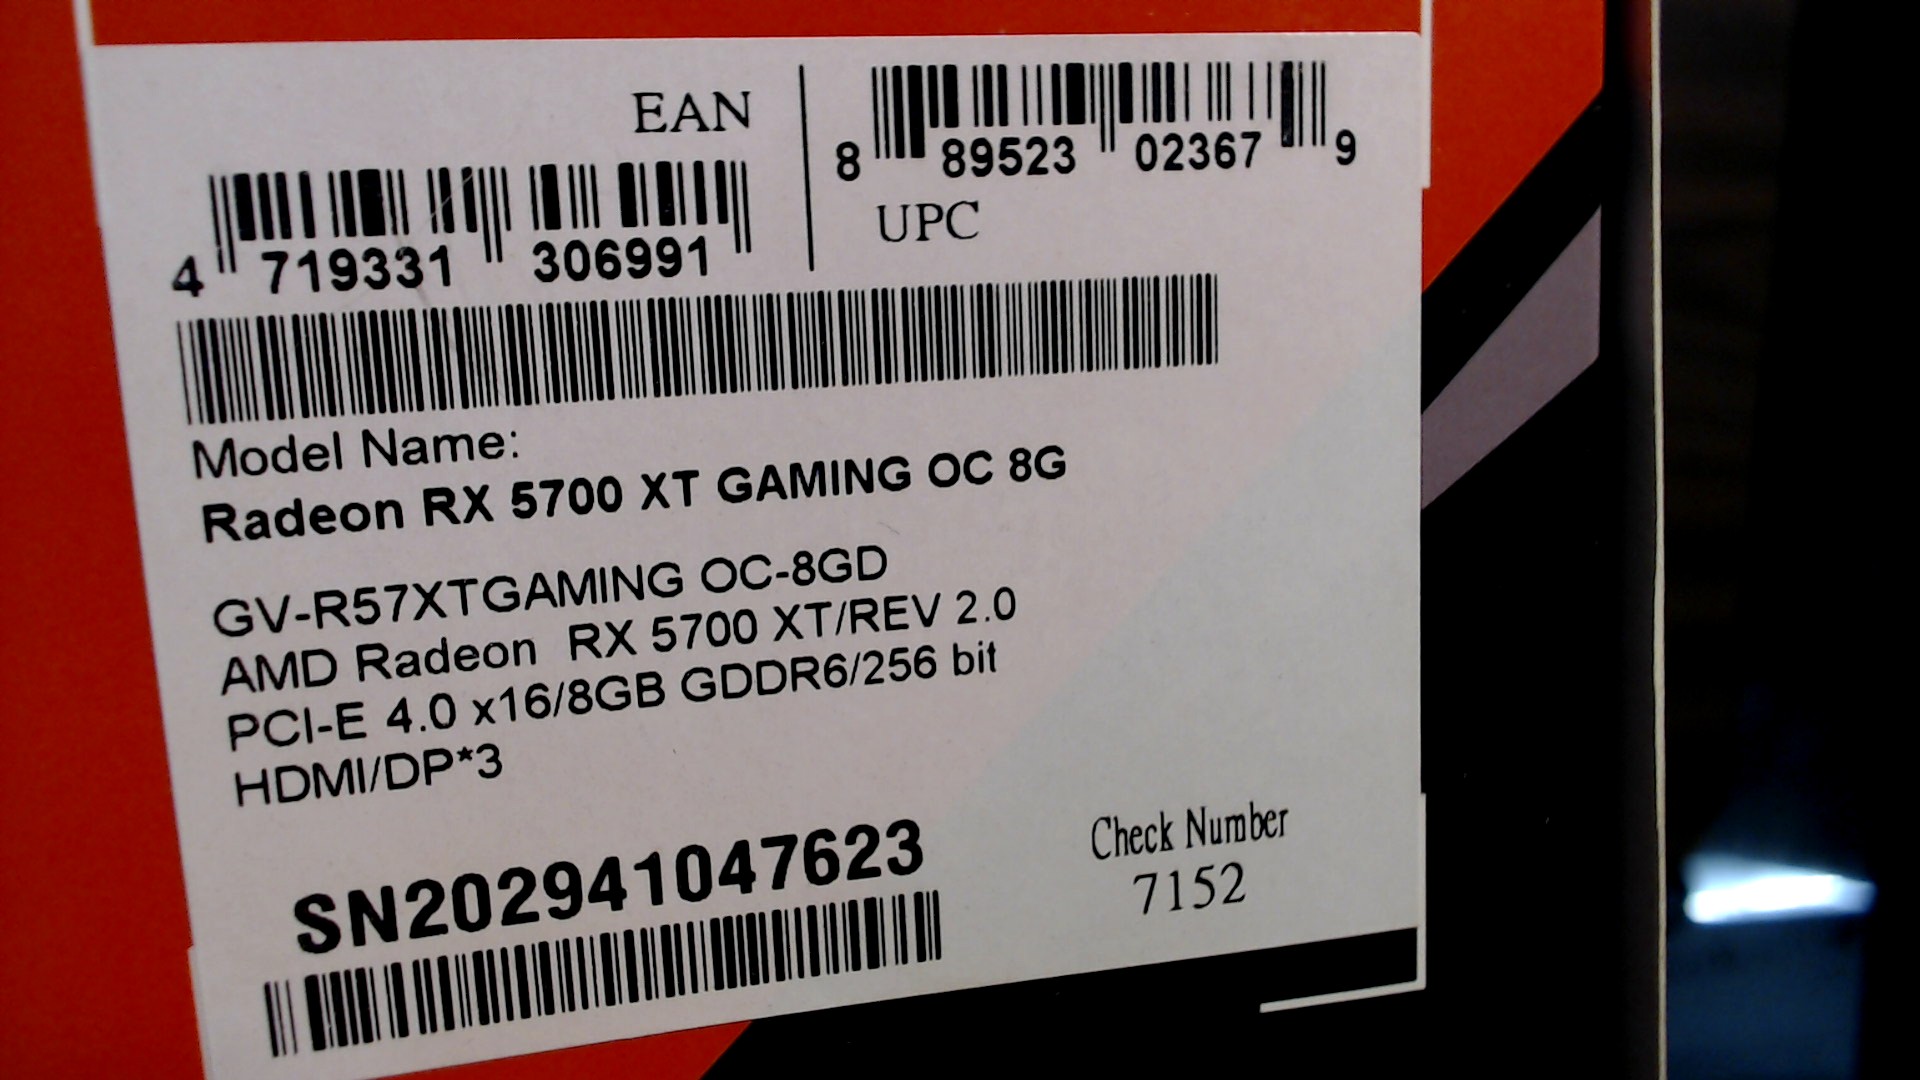 EAN
4 719331 306991
8 89523 02367 9
UPC
Model Name:
Radeon RX 5700 XT GAMING OC 8G
GV-R57XTGAMING OC-8GD
AMD Radeon  RX 5700 XT/REV 2.0
PCI-E 4.0 x16/8GB GDDR6/256 bit
HDMI/DP*3
SN202941047623
Check Number
7152